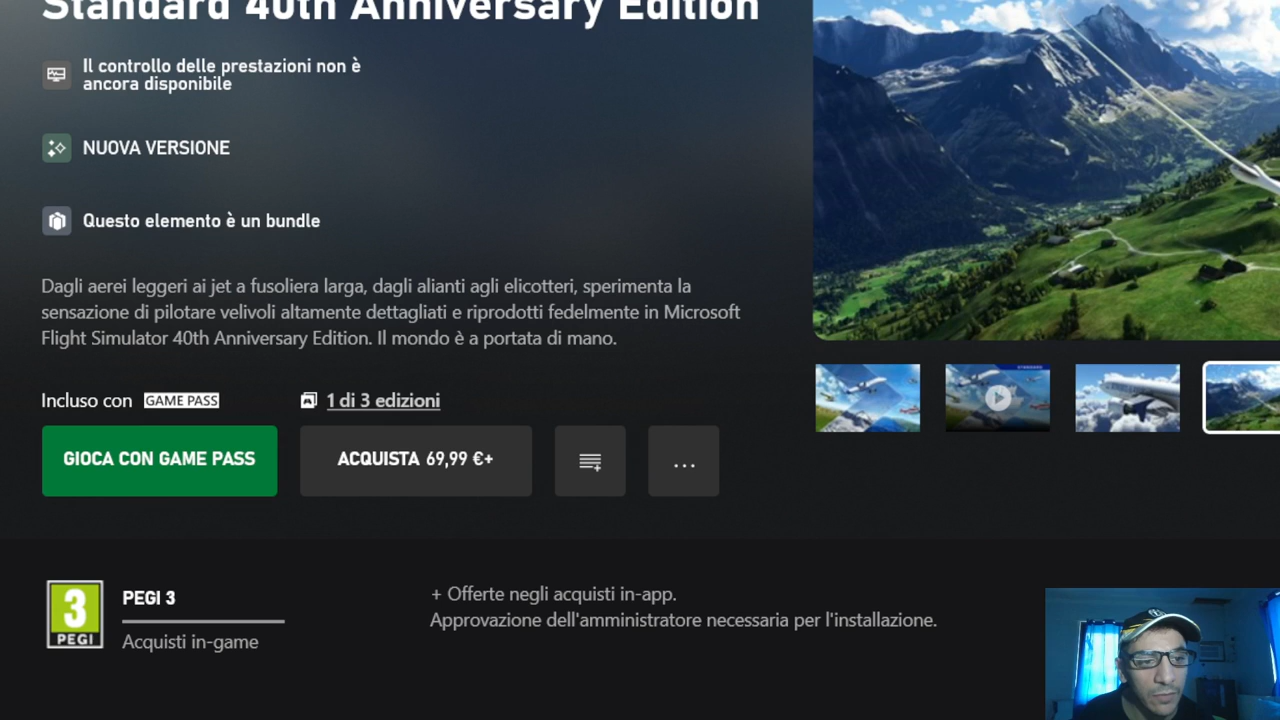 Standard 40th Anniversary Edition
Il controllo delle prestazioni non è
ancora disponibile
NUOVA VERSIONE
Questo elemento è un bundle
Dagli aerei leggeri ai jet a fusoliera larga, dagli alianti agli elicotteri, sperimenta la
sensazione di pilotare velivoli altamente dettagliati e riprodotti fedelmente in Microsoft
Flight Simulator 40th Anniversary Edition. Il mondo è a portata di mano.
Incluso con GAME PASS
1 di 3 edizioni
GIOCA CON GAME PASS
ACQUISTA 69,99 €+
...
3
PEGI
PEGI 3
Acquisti in-game
+ Offerte negli acquisti in-app.
Approvazione dell'amministratore necessaria per l'installazione.